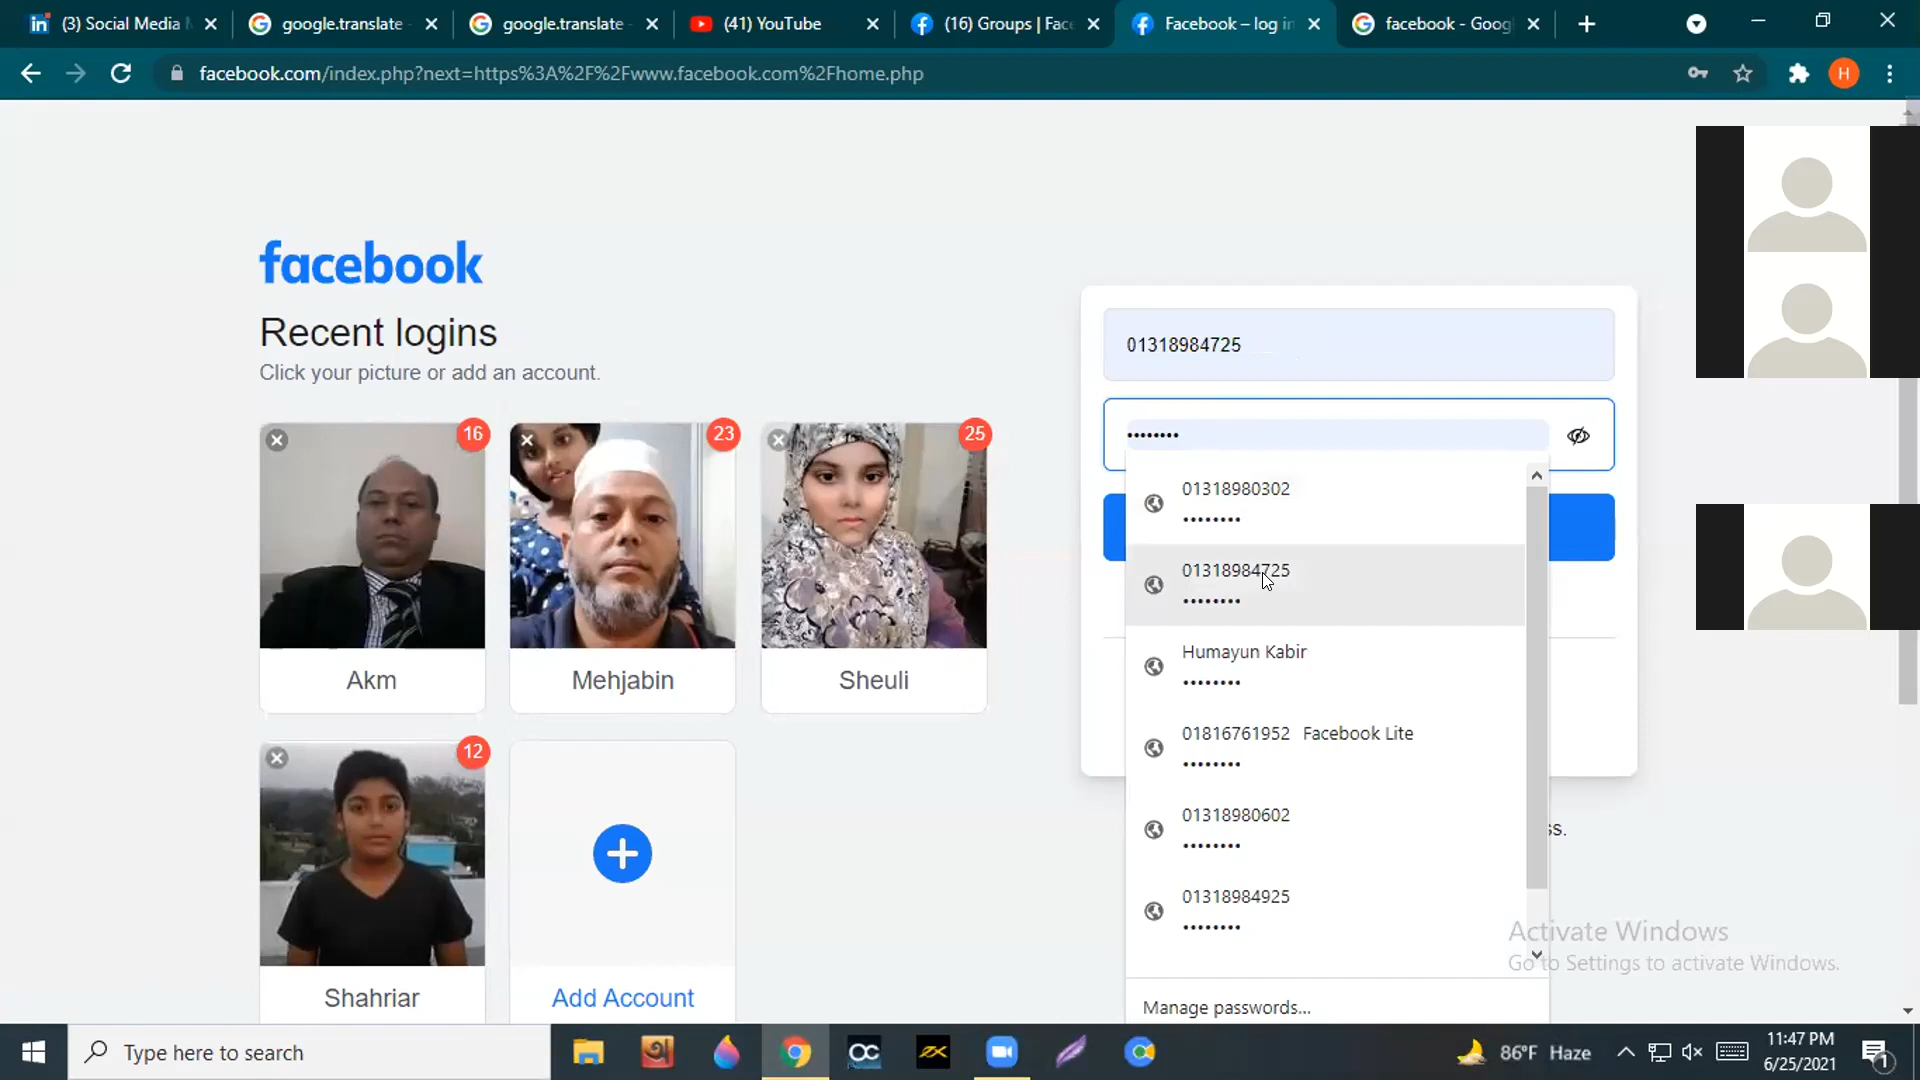 (3) Social Media
google.translate
google.translate
(41) YouTube
(16) Groups | Face
Facebook – log in
facebook - Goog
facebook.com/index.php?next=https%3A%2F%2Fwww.facebook.com%2Fhome.php
H
facebook
Recent logins
Click your picture or add an account.
16
23
25
Akm
Mehjabin
Sheuli
12
Shahriar
Add Account
01318984725
••••••••
01318980302
••••••••
01318984725
••••••••
Humayun Kabir
••••••••
01816761952 Facebook Lite
••••••••
01318980602
••••••••
01318984925
••••••••
Manage passwords...
ss.
Activate Windows
Go to Settings to activate Windows.
Type here to search
86°F Haze
11:47 PM
6/25/2021
1